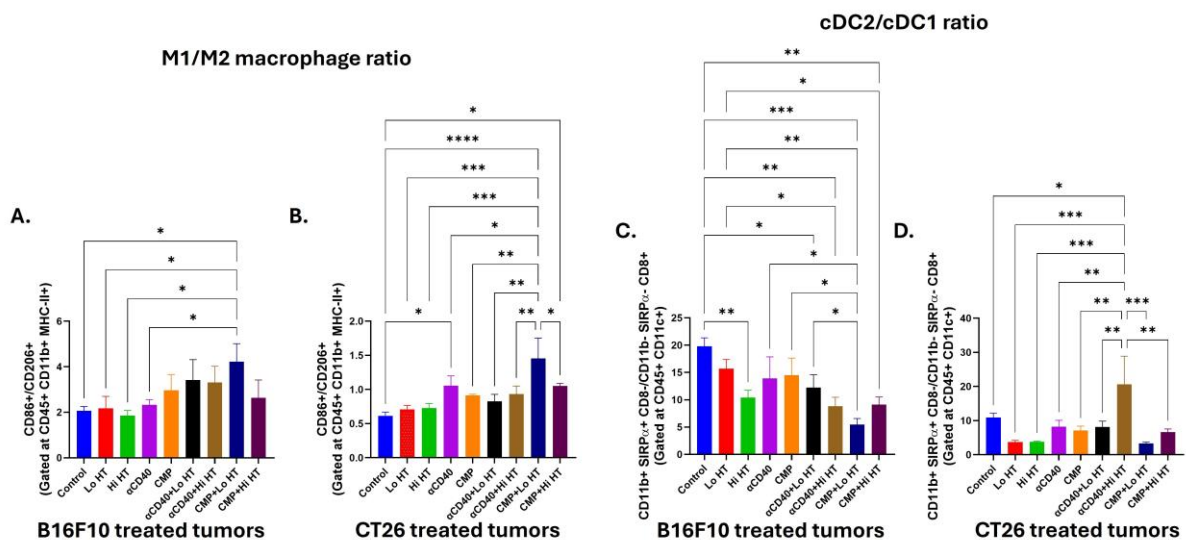 cDC2/cDC1 ratio
M1/M2 macrophage ratio
A.
*
*
*
*
CD86+/CD206+
(Gated at CD45+ CD11b+ MHC-II+)
6
4
2
0
Control
Lo HT
Hi HT
αCD40
CMP
αCD40+Lo HT
αCD40+Hi HT
CMP+Lo HT
CMP+Hi HT
B16F10 treated tumors
B.
*
****
***
***
*
**
**
* ** *
CD86+/CD206+
(Gated at CD45+ CD11b+ MHC-II+)
2.0
1.5
1.0
0.5
0.0
Control
Lo HT
Hi HT
αCD40
CMP
αCD40+Lo HT
αCD40+Hi HT
CMP+Lo HT
CMP+Hi HT
CT26 treated tumors
C.
**
*
***
**
**
*
*
*
*
** *
CD11b+ SIRPα+ CD8-/CD11b- SIRPα- CD8+
(Gated at CD45+ CD11c+)
25
20
15
10
5
0
Control
Lo HT
Hi HT
αCD40
CMP
αCD40+Lo HT
αCD40+Hi HT
CMP+Lo HT
CMP+Hi HT
B16F10 treated tumors
D.
*
***
***
**
** ***
** **
CD11b+ SIRPα+ CD8-/CD11b- SIRPα- CD8+
(Gated at CD45+ CD11c+)
40
30
20
10
0
Control
Lo HT
Hi HT
αCD40
CMP
αCD40+Lo HT
αCD40+Hi HT
CMP+Lo HT
CMP+Hi HT
CT26 treated tumors